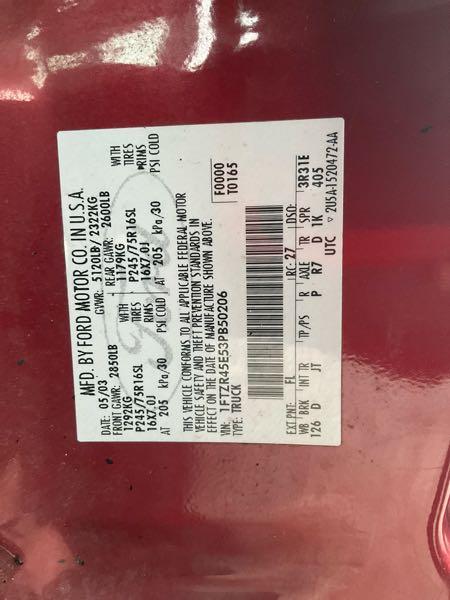 MFD. BY FORD MOTOR CO. IN U.S.A.
DATE: 05/03 GVWR: 5120LB / 2322KG
FRONT GAWR: 2850LB REAR GAWR: 2600LB WITH
1292KG 1179KG TIRES
P245/75R16SL WITH TIRES P245/75R16SL
16X7.0J RIMS 16X7.0J RIMS
AT 205 kPa/30 PSI COLD AT 205 kPa/30 PSI COLD
THIS VEHICLE CONFORMS TO ALL APPLICABLE FEDERAL MOTOR
VEHICLE SAFETY AND THEFT PREVENTION STANDARDS IN
EFFECT ON THE DATE OF MANUFACTURE SHOWN ABOVE.
VIN: 1FTZR45E53PB50206 F0000
TYPE: TRUCK T0165
EXT PNT: FL RC: 27 DSO:
WB BRK INT TR TP/PS R AXLE TR SPR 3R31E
126 D JT P R7 D 1K 405
UTC ▽ 2U5A-1520472-AA
Ford